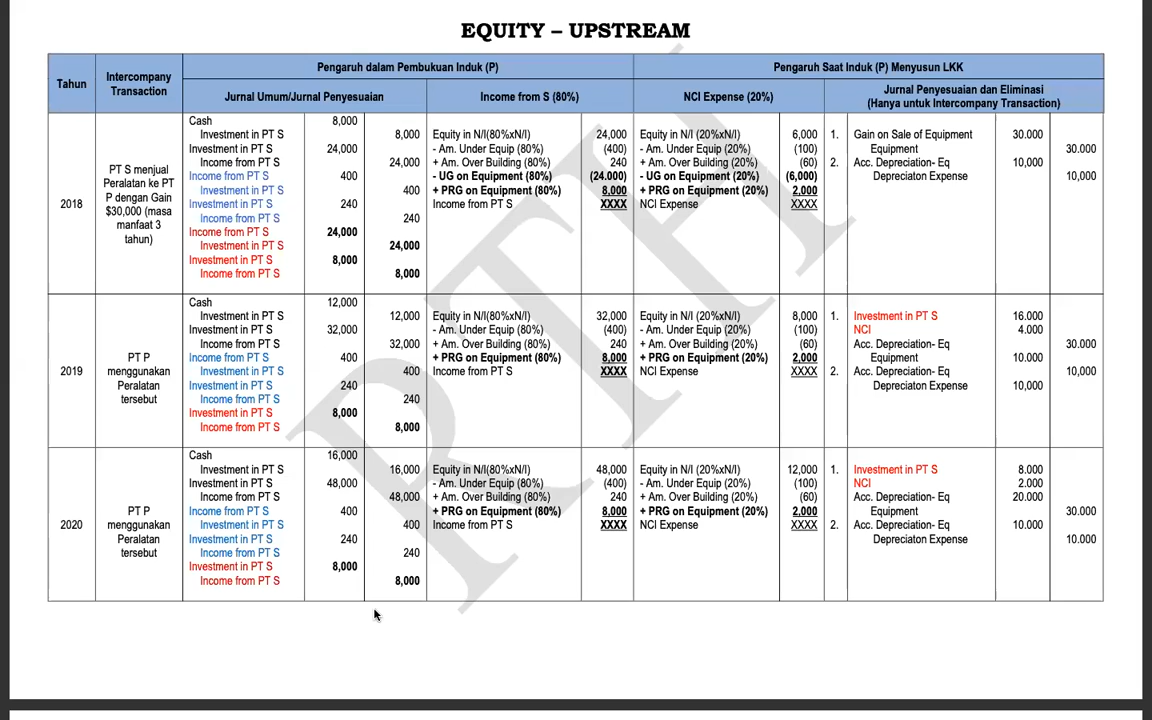 EQUITY – UPSTREAM
Tahun
Intercompany
Transaction
Pengaruh dalam Pembukuan Induk (P)
Pengaruh Saat Induk (P) Menyusun LKK
Jurnal Umum/Jurnal Penyesuaian
Income from S (80%)
NCI Expense (20%)
Jurnal Penyesuaian dan Eliminasi
(Hanya untuk Intercompany Transaction)
2018
PT S menjual
Peralatan ke PT
P dengan Gain
$30,000 (masa
manfaat 3
tahun)
Cash 8,000
Investment in PT S 8,000
Investment in PT S 24,000
Income from PT S 24,000
Income from PT S 400
Investment in PT S 400
Investment in PT S 240
Income from PT S 240
Income from PT S 24,000
Investment in PT S 24,000
Investment in PT S 8,000
Income from PT S 8,000
Equity in N/I(80%xN/I) 24,000
- Am. Under Equip (80%) (400)
+ Am. Over Building (80%) 240
- UG on Equipment (80%) (24.000)
+ PRG on Equipment (80%) 8,000
Income from PT S XXXX
Equity in N/I (20%xN/I) 6,000
- Am. Under Equip (20%) (100)
+ Am. Over Building (20%) (60)
- UG on Equipment (20%) (6,000)
+ PRG on Equipment (20%) 2,000
NCI Expense XXXX
1. Gain on Sale of Equipment 30.000
Equipment 30.000
2. Acc. Depreciation- Eq 10,000
Depreciaton Expense 10,000
2019
PT P
menggunakan
Peralatan
tersebut
Cash 12,000
Investment in PT S 12,000
Investment in PT S 32,000
Income from PT S 32,000
Income from PT S 400
Investment in PT S 400
Investment in PT S 240
Income from PT S 240
Investment in PT S 8,000
Income from PT S 8,000
Equity in N/I(80%xN/I) 32,000
- Am. Under Equip (80%) (400)
+ Am. Over Building (80%) 240
+ PRG on Equipment (80%) 8,000
Income from PT S XXXX
Equity in N/I (20%xN/I) 8,000
- Am. Under Equip (20%) (100)
+ Am. Over Building (20%) (60)
+ PRG on Equipment (20%) 2,000
NCI Expense XXXX
1. Investment in PT S 16.000
NCI 4.000
Acc. Depreciation- Eq 30.000
Equipment 10.000
2. Acc. Depreciation- Eq 10,000
Depreciaton Expense 10,000
2020
PT P
menggunakan
Peralatan
tersebut
Cash 16,000
Investment in PT S 16,000
Investment in PT S 48,000
Income from PT S 48,000
Income from PT S 400
Investment in PT S 400
Investment in PT S 240
Income from PT S 240
Investment in PT S 8,000
Income from PT S 8,000
Equity in N/I(80%xN/I) 48,000
- Am. Under Equip (80%) (400)
+ Am. Over Building (80%) 240
+ PRG on Equipment (80%) 8,000
Income from PT S XXXX
Equity in N/I (20%xN/I) 12,000
- Am. Under Equip (20%) (100)
+ Am. Over Building (20%) (60)
+ PRG on Equipment (20%) 2,000
NCI Expense XXXX
1. Investment in PT S 8.000
NCI 2.000
Acc. Depreciation- Eq 20.000
Equipment 30.000
2. Acc. Depreciation- Eq 10.000
Depreciaton Expense 10.000
RTH